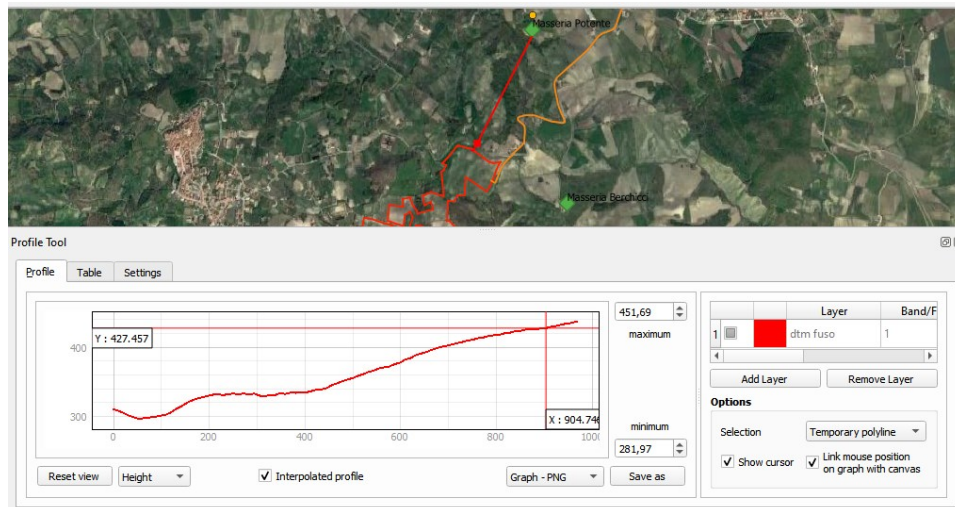 Masseria Potente
Masseria Berchicci
Profile Tool
Profile Table Settings
Y : 427.457
400
300
X : 904.746
0 200 400 600 800 1000
451,69
maximum
minimum
281,97
Layer Band/F
1 dtm fuso 1
Add Layer Remove Layer
Options
Selection Temporary polyline
Show cursor Link mouse position
on graph with canvas
Reset view Height Interpolated profile Graph - PNG Save as